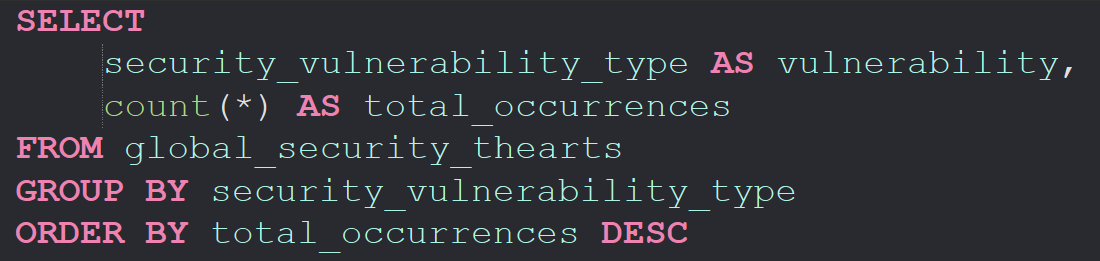 SELECT
    security_vulnerability_type AS vulnerability,
    count(*) AS total_occurrences
FROM global_security_thearts
GROUP BY security_vulnerability_type
ORDER BY total_occurrences DESC